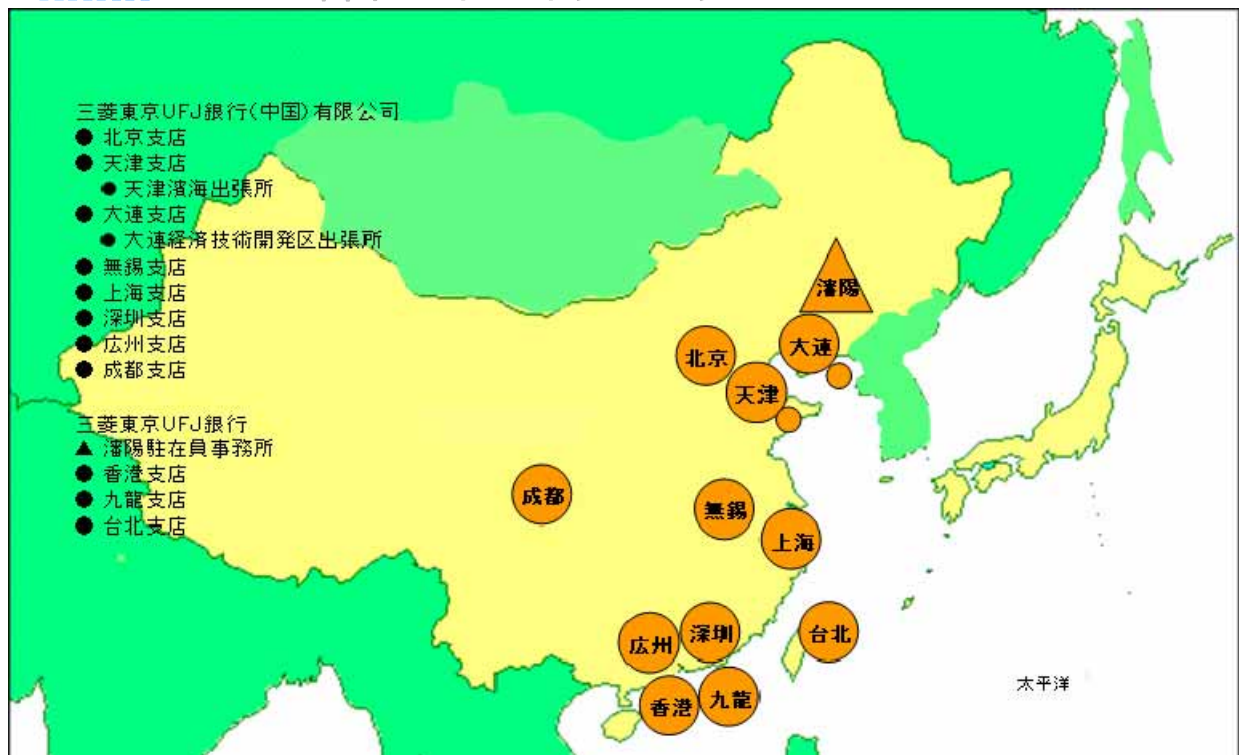 三菱東京UFJ銀行(中国)有限公司
● 北京支店
● 天津支店
● 天津濱海出張所
● 大連支店
● 大連経済技術開発区出張所
● 無錫支店
● 上海支店
● 深圳支店
● 広州支店
● 成都支店
三菱東京UFJ銀行
▲ 瀋陽駐在員事務所
● 香港支店
● 九龍支店
● 台北支店
瀋陽
大連
北京
天津
成都
無錫
上海
広州
深圳
台北
香港
九龍
太平洋